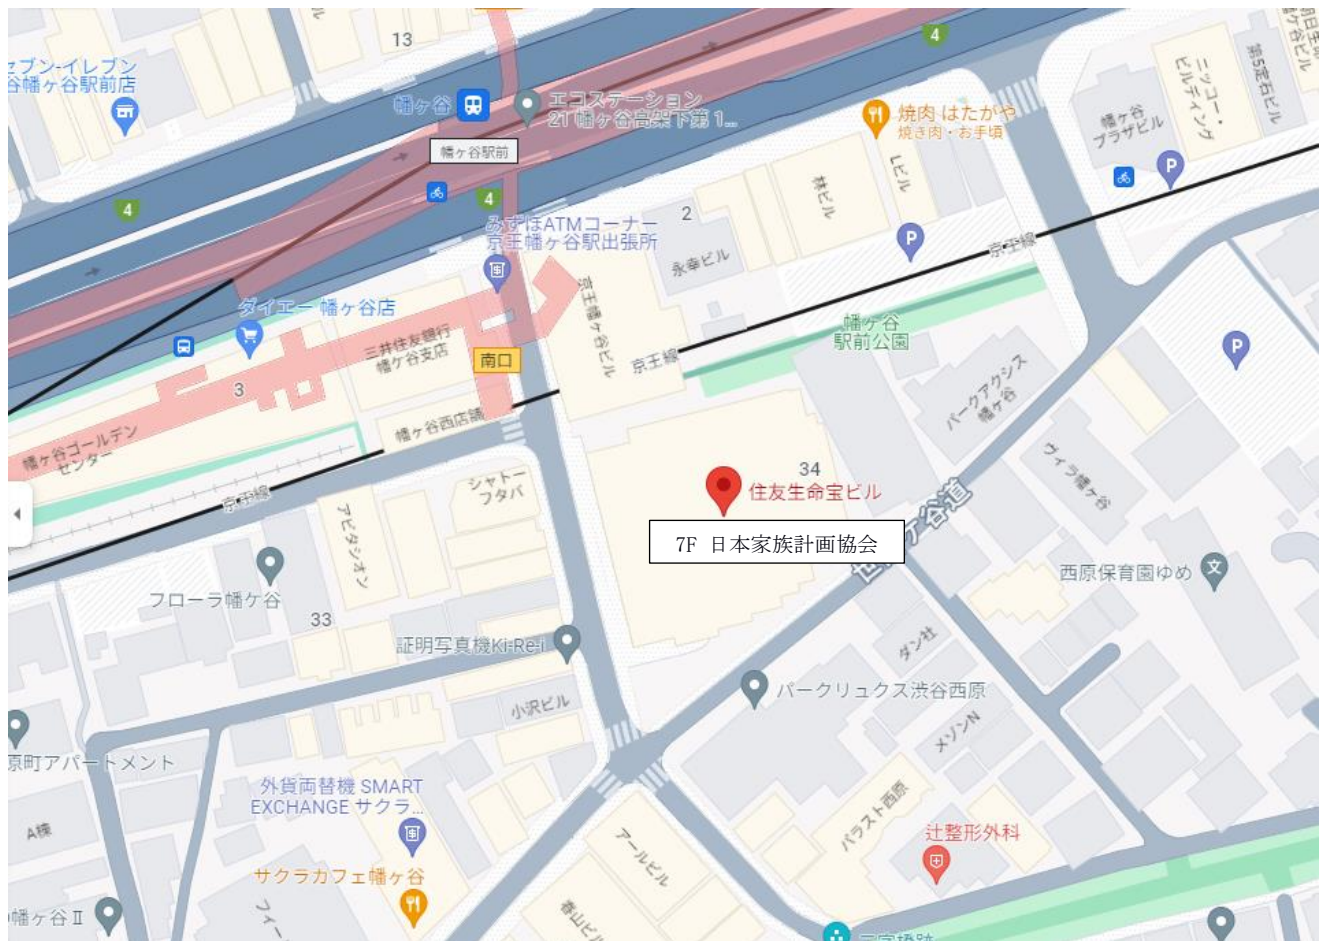 13
4
セブン-イレブン
谷幡ヶ谷駅前店
幡ヶ谷
エコステーション
21 幡ヶ谷高架下第1...
焼肉 はたがや
焼き肉・お手頃
ニッコー・
ビルディング
第5定石ビル
幡ヶ谷
プラザビル
P
幡ヶ谷駅前
4
4
みずほATMコーナー
京王幡ヶ谷駅出張所
2
林ビル
Lビル
P
永幸ビル
京王線
ダイエー 幡ヶ谷店
三井住友銀行
幡ヶ谷支店
南口
京王幡ヶ谷ビル
京王線
幡ヶ谷
駅前公園
P
3
パークアクシス
幡ヶ谷
幡ヶ谷西店舗
幡ヶ谷ゴールデン
センター
京王線
シャトー
フタバ
アビタシオン
34
住友生命宝ビル
7F 日本家族計画協会
ヴィラ幡ヶ谷
西原保育園ゆめ
文
フローラ幡ケ谷
33
証明写真機Ki-Re-i
ダン社
パークリュクス渋谷西原
小沢ビル
メゾンN
原町アパートメント
外貨両替機 SMART
EXCHANGE サクラ...
A棟
アールビル
パラスト西原
辻整形外科
サクラカフェ幡ヶ谷
幡ヶ谷Ⅱ
フィー
春山ビル